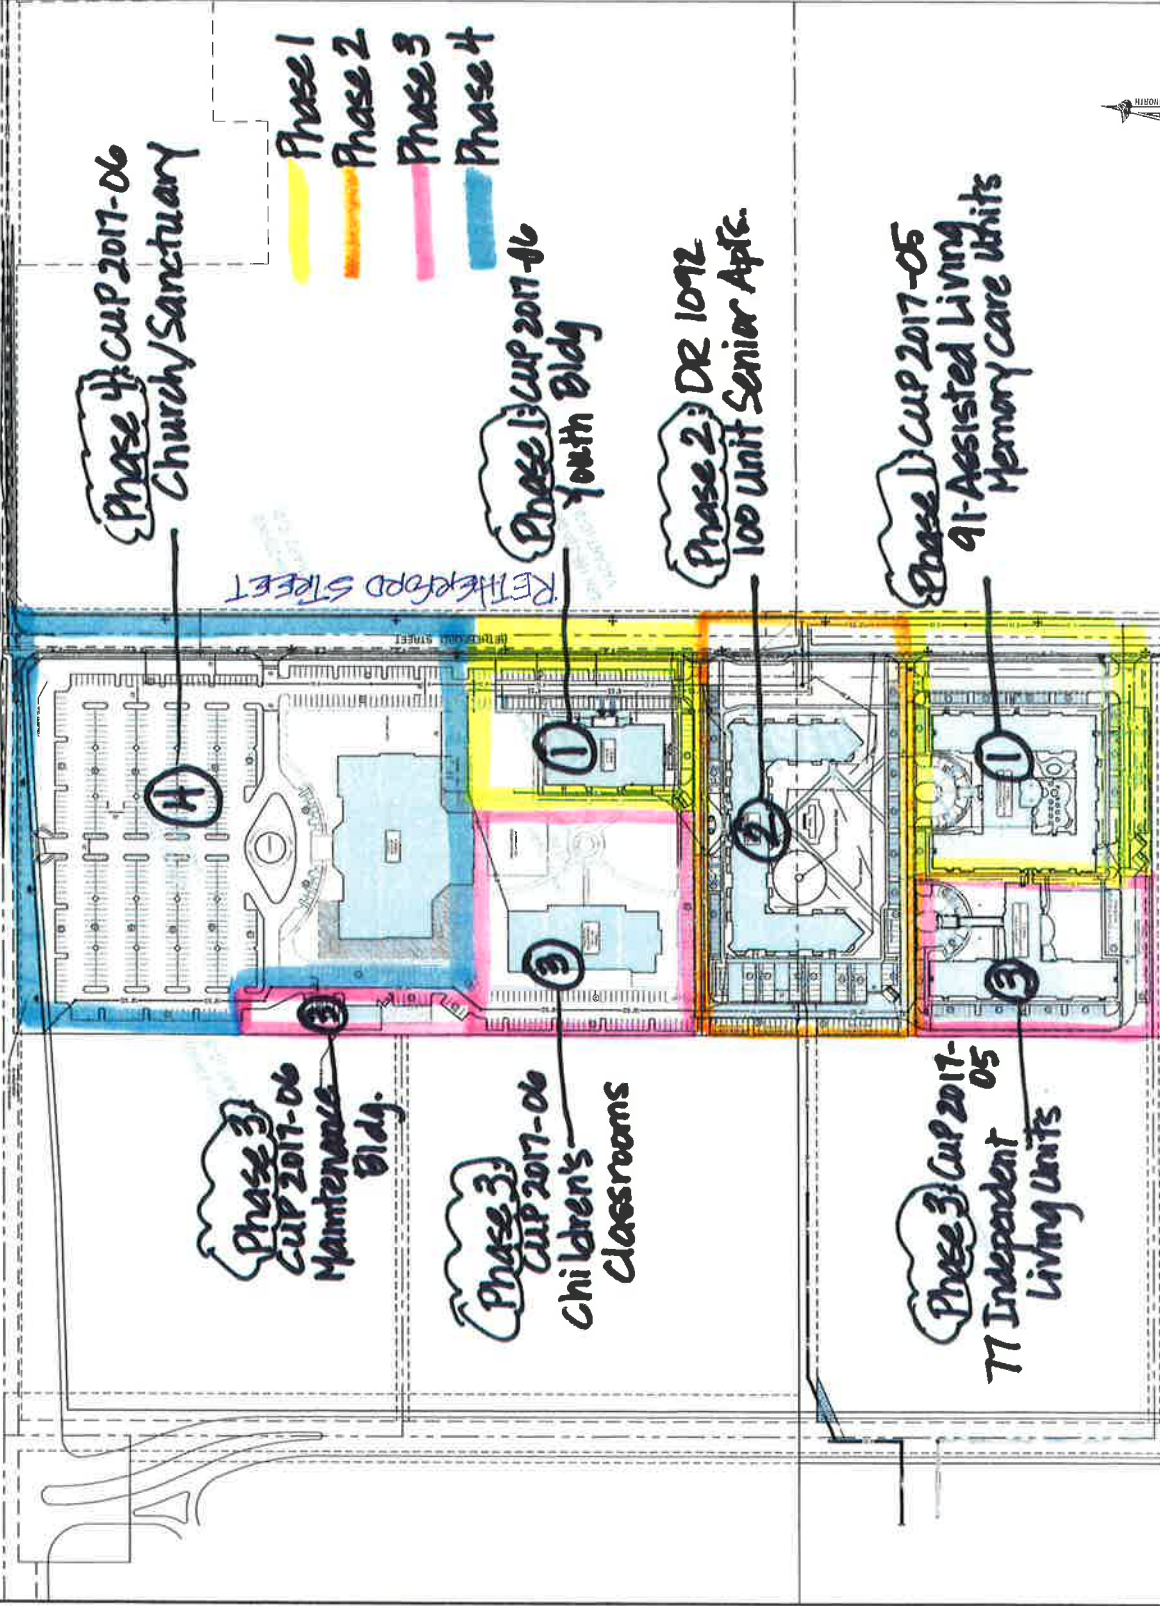 Phase 1
Phase 2
Phase 3
Phase 4
Phase 4: CUP 2017-06
Church/Sanctuary
Phase 1: CUP 2017-06
Youth Bldg
Phase 2: DR 1092
100 Unit Senior Apts.
Phase 1: CUP 2017-05
91-Assisted Living
Memory Care Units
RETHERFORD STREET
RETHERFORD STREET
4
1
2
1
3
3
3
Phase 3:
CUP 2017-06
Maintenance
Bldg.
Phase 3:
CUP 2017-06
Children's
Classrooms
Phase 3: CUP 2017-
05
77 Independent
Living Units
NORTH